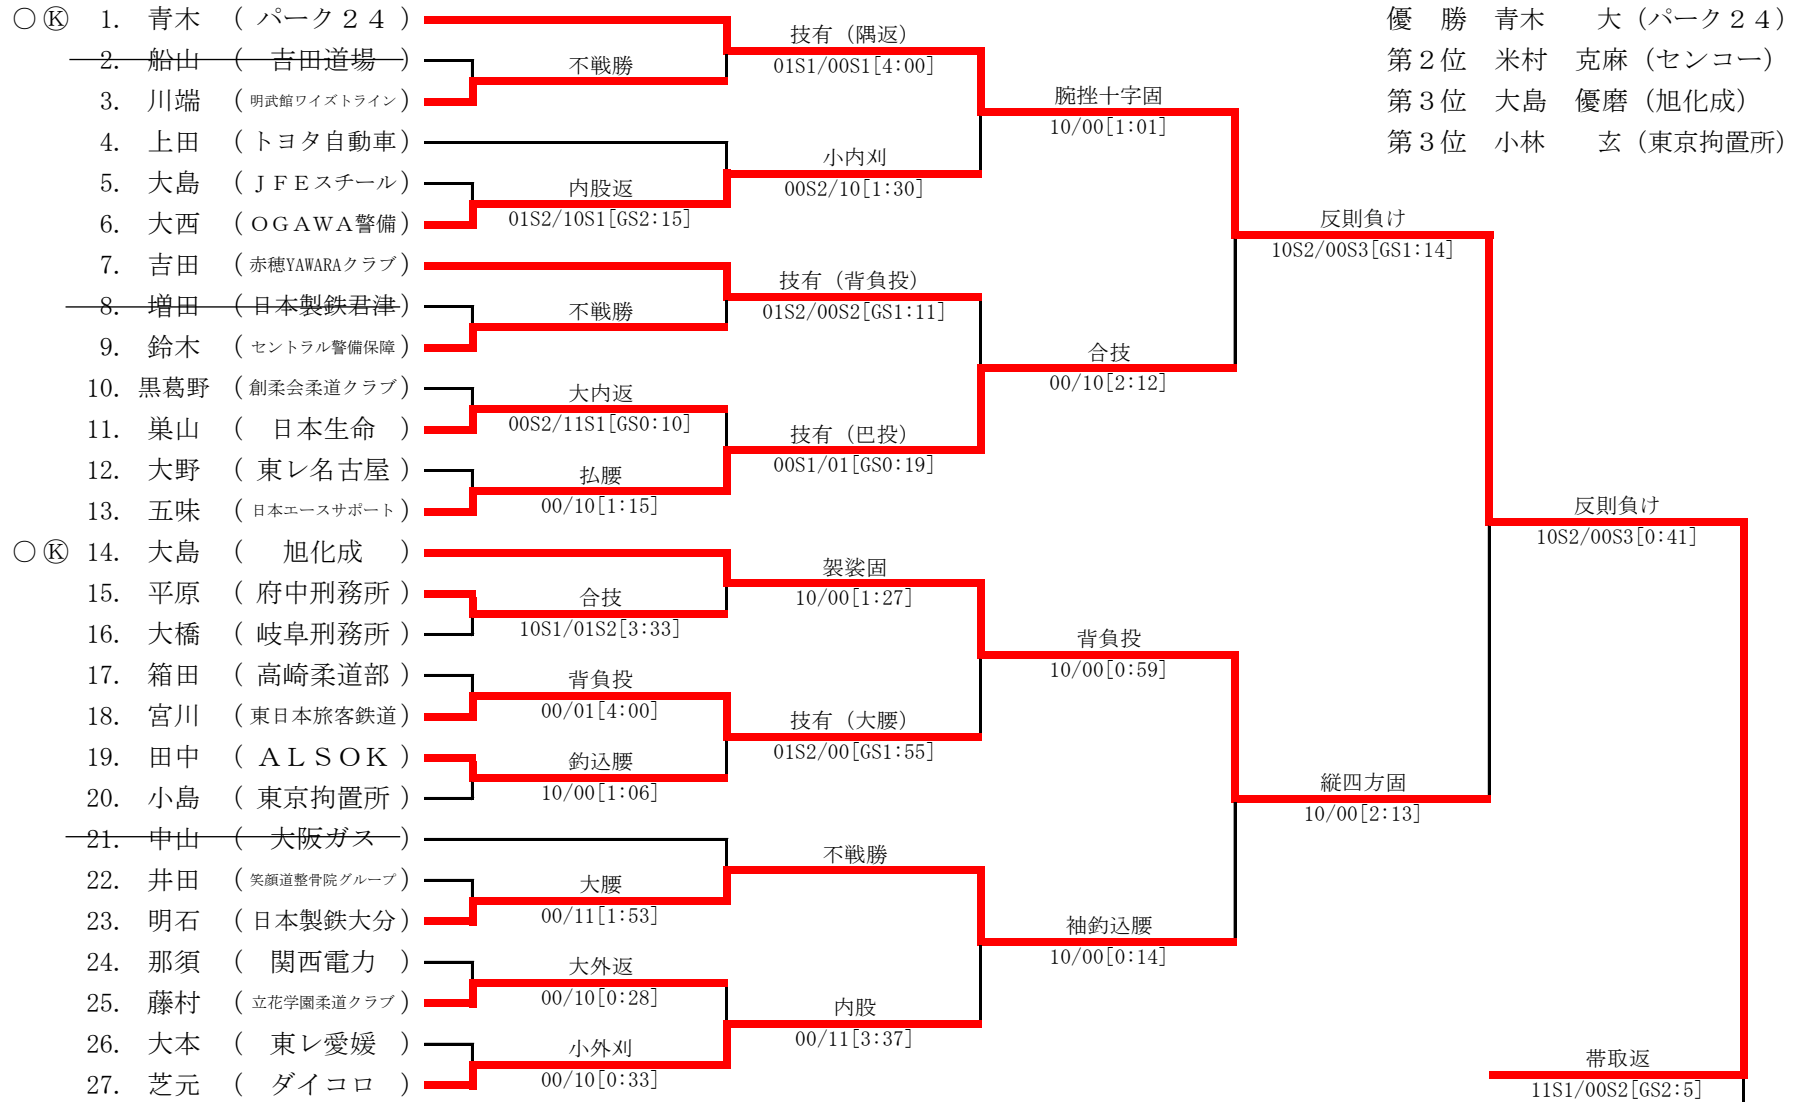 ○Ⓚ 1. 青木 ( パーク２４ )
2. 船山 ( 吉田道場 )
3. 川端 ( 明武館ワイズトライン )
4. 上田 ( トヨタ自動車 )
5. 大島 ( ＪＦＥスチール )
6. 大西 ( ＯＧＡＷＡ警備 )
7. 吉田 ( 赤穂YAWARAクラブ )
8. 増田 ( 日本製鉄君津 )
9. 鈴木 ( セントラル警備保障 )
10. 黒葛野 ( 創柔会柔道クラブ )
11. 巣山 ( 日本生命 )
12. 大野 ( 東レ名古屋 )
13. 五味 ( 日本エースサポート )
○Ⓚ 14. 大島 ( 旭化成 )
15. 平原 ( 府中刑務所 )
16. 大橋 ( 岐阜刑務所 )
17. 箱田 ( 高崎柔道部 )
18. 宮川 ( 東日本旅客鉄道 )
19. 田中 ( ＡＬＳＯＫ )
20. 小島 ( 東京拘置所 )
21. 中山 ( 大阪ガス )
22. 井田 ( 笑顔道整骨院グループ )
23. 明石 ( 日本製鉄大分 )
24. 那須 ( 関西電力 )
25. 藤村 ( 立花学園柔道クラブ )
26. 大本 ( 東レ愛媛 )
27. 芝元 ( ダイコロ )
不戦勝
内股返
01S2/10S1[GS2:15]
不戦勝
大内返
00S2/11S1[GS0:10]
払腰
00/10[1:15]
合技
10S1/01S2[3:33]
背負投
00/01[4:00]
釣込腰
10/00[1:06]
大腰
00/11[1:53]
大外返
00/10[0:28]
小外刈
00/10[0:33]
技有（隅返）
01S1/00S1[4:00]
小内刈
00S2/10[1:30]
技有（背負投）
01S2/00S2[GS1:11]
技有（巴投）
00S1/01[GS0:19]
袈裟固
10/00[1:27]
技有（大腰）
01S2/00[GS1:55]
不戦勝
内股
00/11[3:37]
腕挫十字固
10/00[1:01]
合技
00/10[2:12]
背負投
10/00[0:59]
袖釣込腰
10/00[0:14]
反則負け
10S2/00S3[GS1:14]
縦四方固
10/00[2:13]
反則負け
10S2/00S3[0:41]
帯取返
11S1/00S2[GS2:5]
優　勝 青木　　大（パーク２４）
第２位 米村　克麻（センコー）
第３位 大島　優磨（旭化成）
第３位 小林　　玄（東京拘置所）